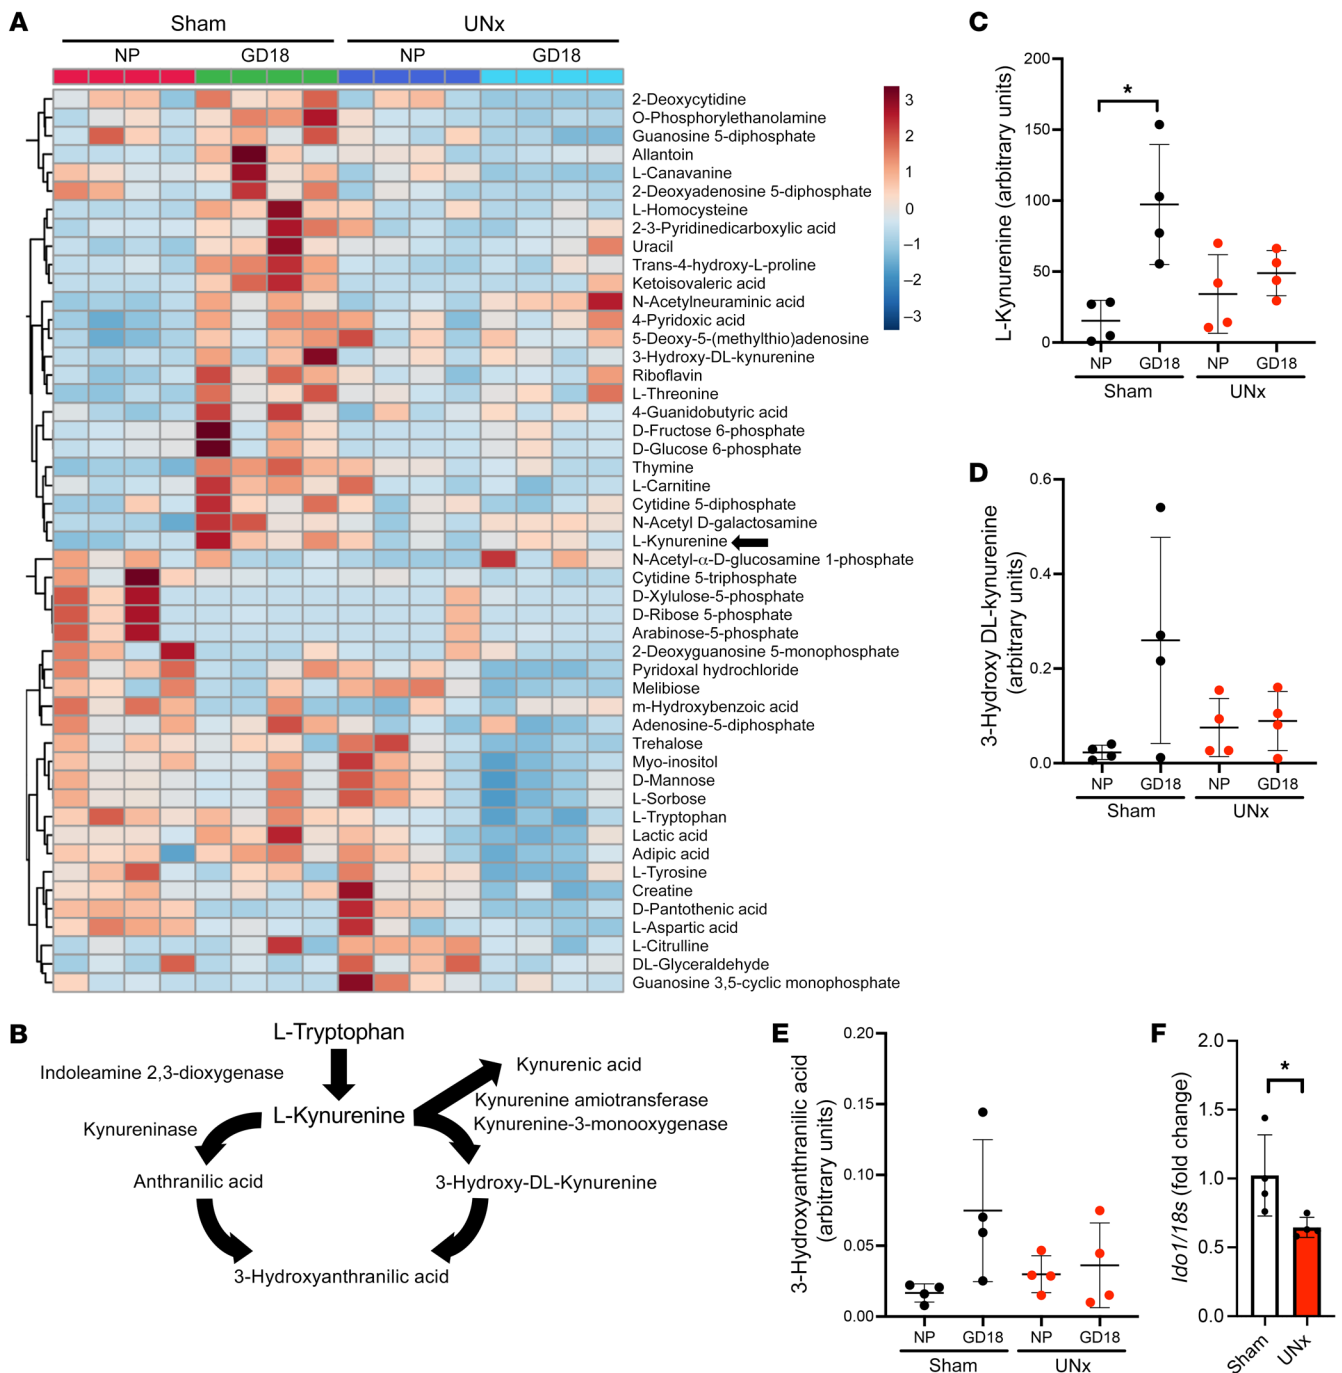 A
Sham
UNx
NP
GD18
NP
GD18
2-Deoxycytidine
O-Phosphorylethanolamine
Guanosine 5-diphosphate
Allantoin
L-Canavanine
2-Deoxyadenosine 5-diphosphate
L-Homocysteine
2-3-Pyridinedicarboxylic acid
Uracil
Trans-4-hydroxy-L-proline
Ketoisovaleric acid
N-Acetylneuraminic acid
4-Pyridoxic acid
5-Deoxy-5-(methylthio)adenosine
3-Hydroxy-DL-kynurenine
Riboflavin
L-Threonine
4-Guanidobutyric acid
D-Fructose 6-phosphate
D-Glucose 6-phosphate
Thymine
L-Carnitine
Cytidine 5-diphosphate
N-Acetyl D-galactosamine
L-Kynurenine
N-Acetyl-α-D-glucosamine 1-phosphate
Cytidine 5-triphosphate
D-Xylulose-5-phosphate
D-Ribose 5-phosphate
Arabinose-5-phosphate
2-Deoxyguanosine 5-monophosphate
Pyridoxal hydrochloride
Melibiose
m-Hydroxybenzoic acid
Adenosine-5-diphosphate
Trehalose
Myo-inositol
D-Mannose
L-Sorbose
L-Tryptophan
Lactic acid
Adipic acid
L-Tyrosine
Creatine
D-Pantothenic acid
L-Aspartic acid
L-Citrulline
DL-Glyceraldehyde
Guanosine 3,5-cyclic monophosphate
3
2
1
0
−1
−2
−3
B
L-Tryptophan
Indoleamine 2,3-dioxygenase
Kynurenic acid
L-Kynurenine
Kynurenine amiotransferase
Kynurenine-3-monooxygenase
Kynureninase
Anthranilic acid
3-Hydroxy-DL-Kynurenine
3-Hydroxyanthranilic acid
C
L-Kynurenine (arbitrary units)
200
150
100
50
0
*
NP
GD18
NP
GD18
Sham
UNx
D
3-Hydroxy DL-kynurenine
(arbitrary units)
0.6
0.4
0.2
0.0
NP
GD18
NP
GD18
Sham
UNx
E
3-Hydroxyanthranilic acid
(arbitrary units)
0.20
0.15
0.10
0.05
0.00
NP
GD18
NP
GD18
Sham
UNx
F
Ido1/18s (fold change)
2.0
1.5
1.0
0.5
0.0
*
Sham
UNx